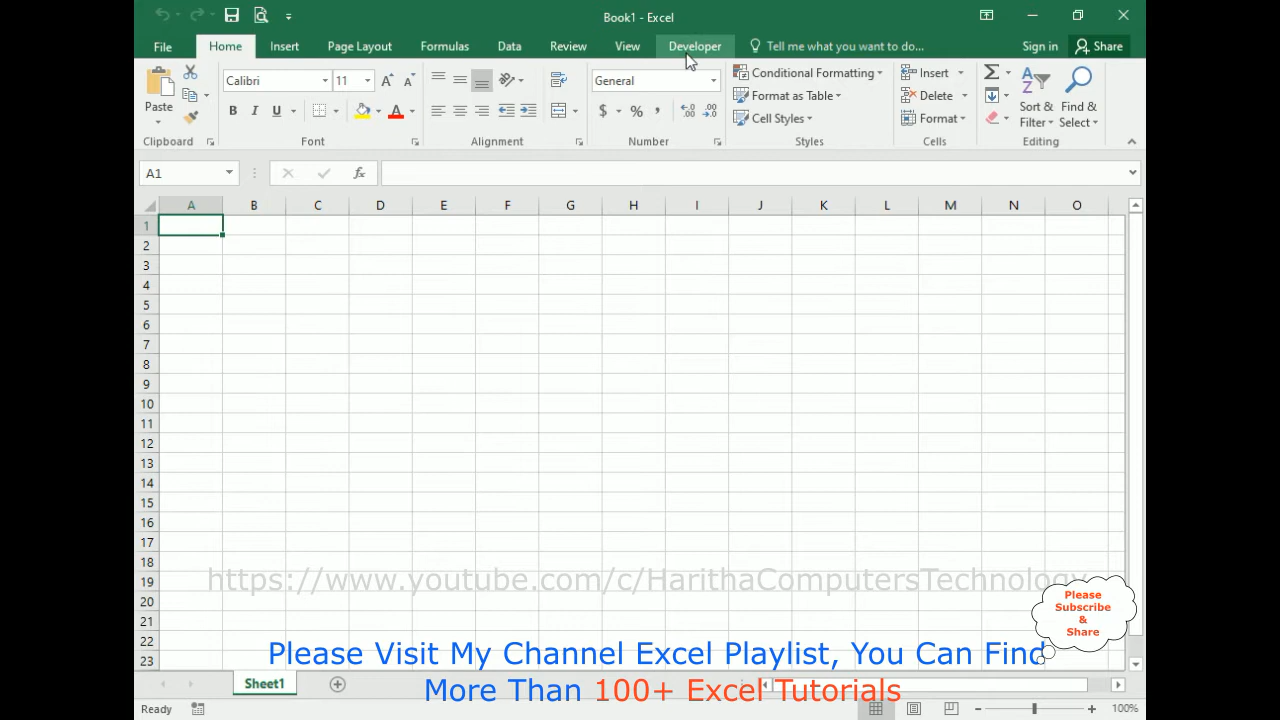 Book1 - Excel
File Home Insert Page Layout Formulas Data Review View Developer Tell me what you want to do... Sign in Share
Paste
Clipboard
Calibri 11
B I U A
Font
Alignment
General
$ % ,
Number
Conditional Formatting
Format as Table
Cell Styles
Styles
Insert
Delete
Format
Cells
Sort & Filter
Find & Select
Editing
A1 fx
A B C D E F G H I J K L M N O
1
2
3
4
5
6
7
8
9
10
11
12
13
14
15
16
17
18
19
20
21
22
23
https://www.youtube.com/c/HarithaComputersTechnology
Please
Subscribe
&
Share
Please Visit My Channel Excel Playlist, You Can Find
More Than 100+ Excel Tutorials
Sheet1
Ready 100%